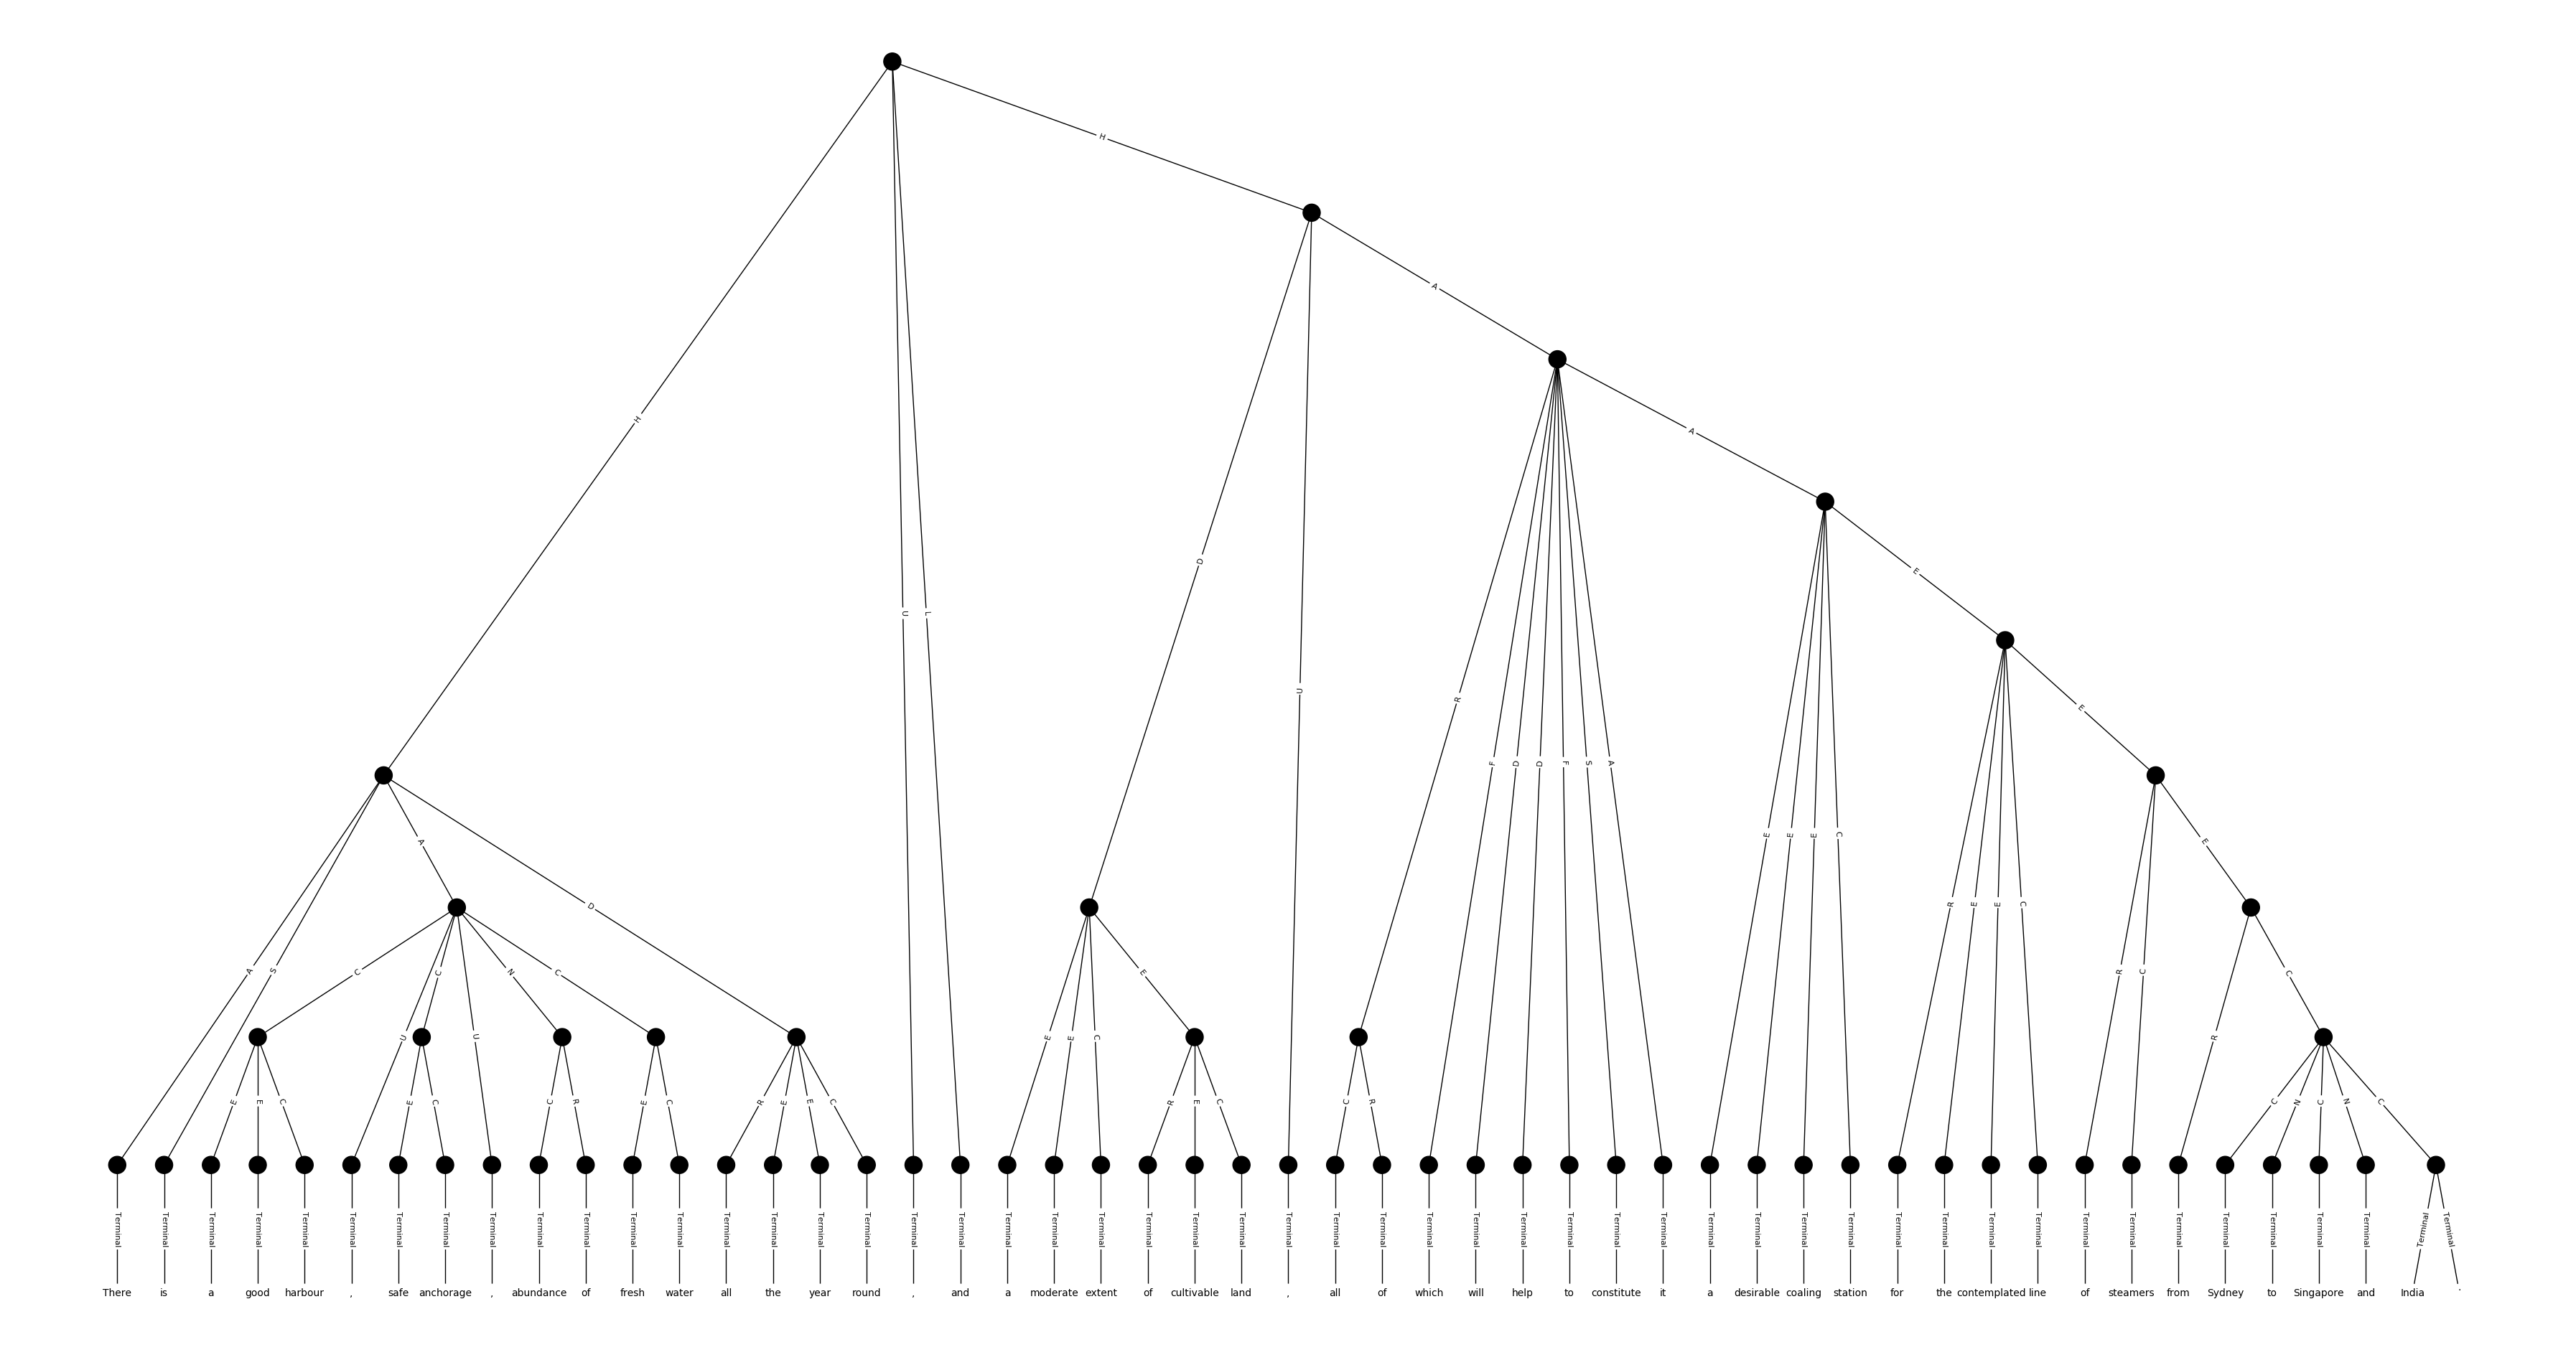 H
A
A
H
E
D
U
L
E
R
U
F
D
D
F
S
A
E
E
E
C
A
E
R
E
E
C
D
A
S
C
C
N
C
E
R
C
C
U
U
E
E
C
R
R
E
E
C
E
C
C
R
E
C
R
E
E
C
R
E
C
C
R
C
N
C
N
C
Terminal Terminal Terminal Terminal Terminal Terminal Terminal Terminal Terminal Terminal Terminal Terminal Terminal Terminal Terminal Terminal Terminal Terminal Terminal Terminal Terminal Terminal Terminal Terminal Terminal Terminal Terminal Terminal Terminal Terminal Terminal Terminal Terminal Terminal Terminal Terminal Terminal Terminal Terminal Terminal Terminal Terminal Terminal Terminal Terminal Terminal Terminal Terminal Terminal Terminal Terminal
There is a good harbour , safe anchorage , abundance of fresh water all the year round , and a moderate extent of cultivable land , all of which will help to constitute it a desirable coaling station for the contemplated line of steamers from Sydney to Singapore and India .